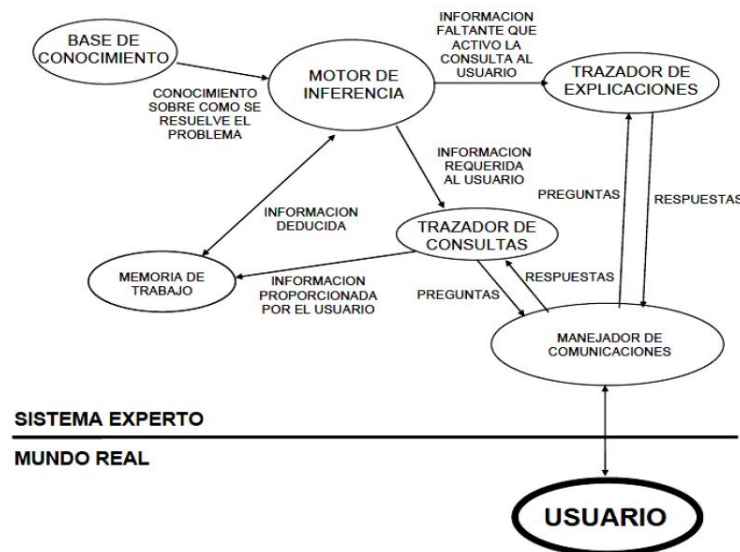 BASE DE
CONOCIMIENTO
MOTOR DE
INFERENCIA
INFORMACION
FALTANTE QUE
ACTIVO LA
CONSULTA AL
USUARIO
TRAZADOR DE
EXPLICACIONES
CONOCIMIENTO
SOBRE COMO SE
RESUELVE EL
PROBLEMA
INFORMACION
REQUERIDA
AL USUARIO
PREGUNTAS
RESPUESTAS
INFORMACION
DEDUCIDA
TRAZADOR DE
CONSULTAS
MEMORIA DE
TRABAJO
INFORMACION
PROPORCIONADA
POR EL USUARIO
RESPUESTAS
PREGUNTAS
MANEJADOR DE
COMUNICACIONES
SISTEMA EXPERTO
MUNDO REAL
USUARIO